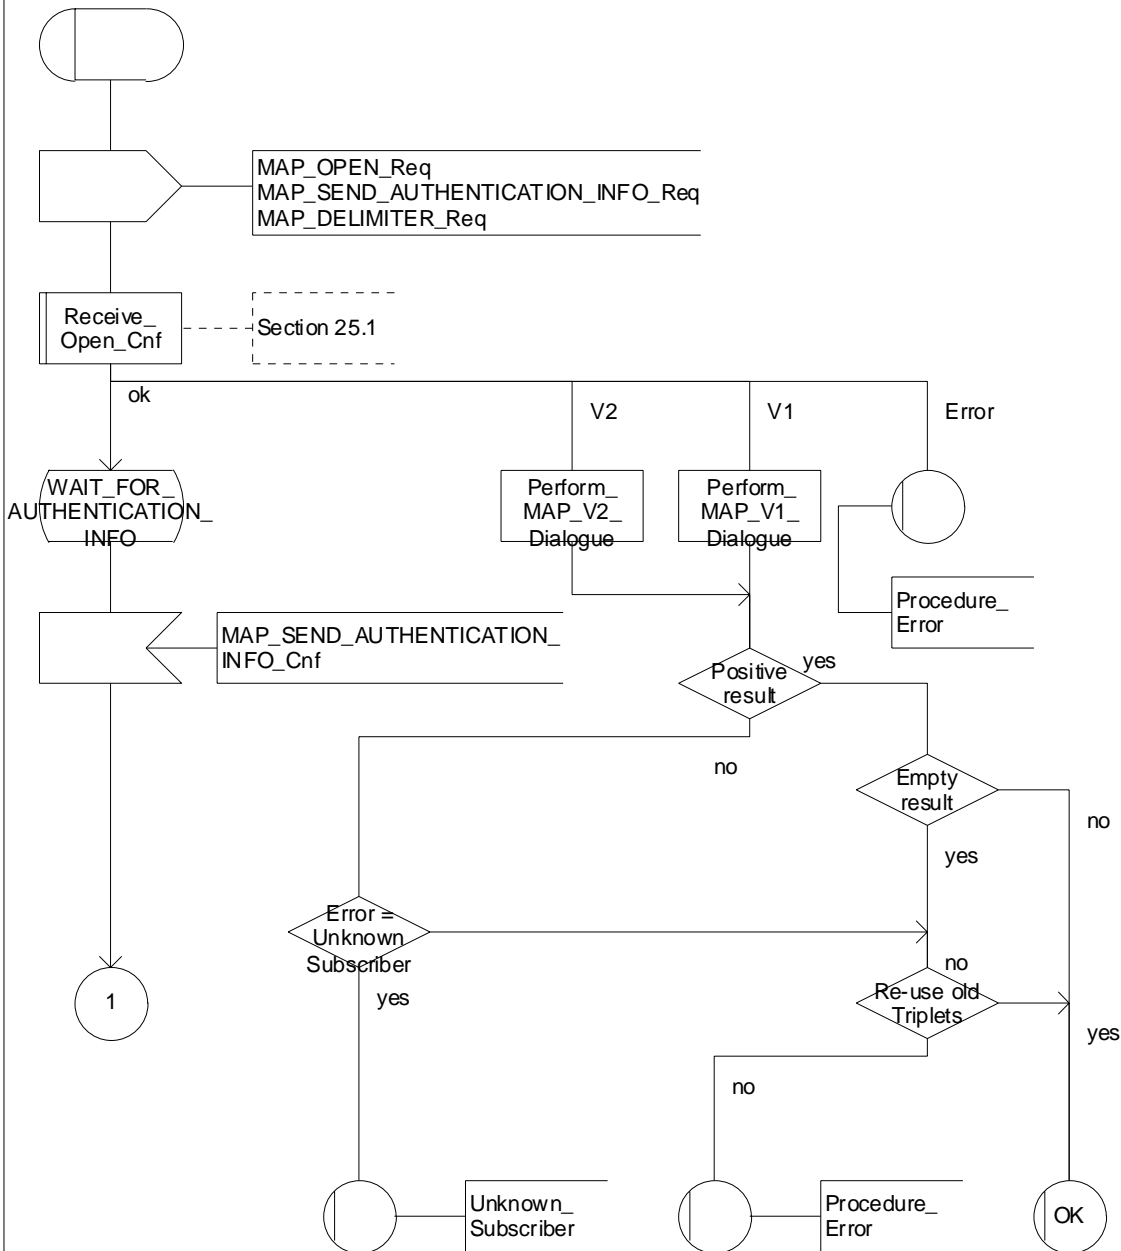 MAP_OPEN_Req
MAP_SEND_AUTHENTICATION_INFO_Req
MAP_DELIMITER_Req
Receive_
Open_Cnf
Section 25.1
ok
V2
V1
Error
WAIT_FOR_
AUTHENTICATION_
INFO
Perform_
MAP_V2_
Dialogue
Perform_
MAP_V1_
Dialogue
Procedure_
Error
MAP_SEND_AUTHENTICATION_
INFO_Cnf
Positive
result
yes
no
Empty
result
no
yes
Error =
Unknown
Subscriber
no
yes
Re-use old
Triplets
yes
no
1
Unknown_
Subscriber
Procedure_
Error
OK